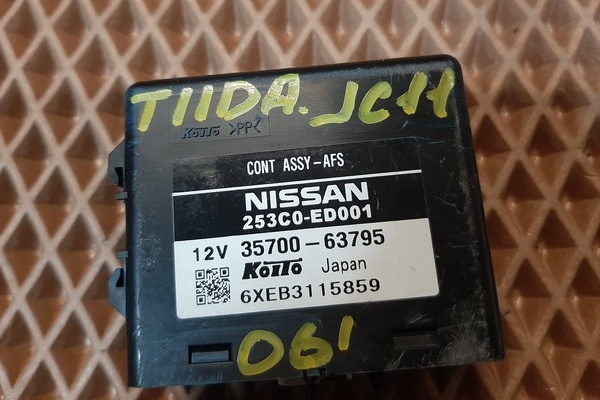 TIIDA. JC11
KOITO >PP<
CONT ASSY-AFS
NISSAN
253C0-ED001
12V 35700-63795
KOITO Japan
6XEB3115859
061